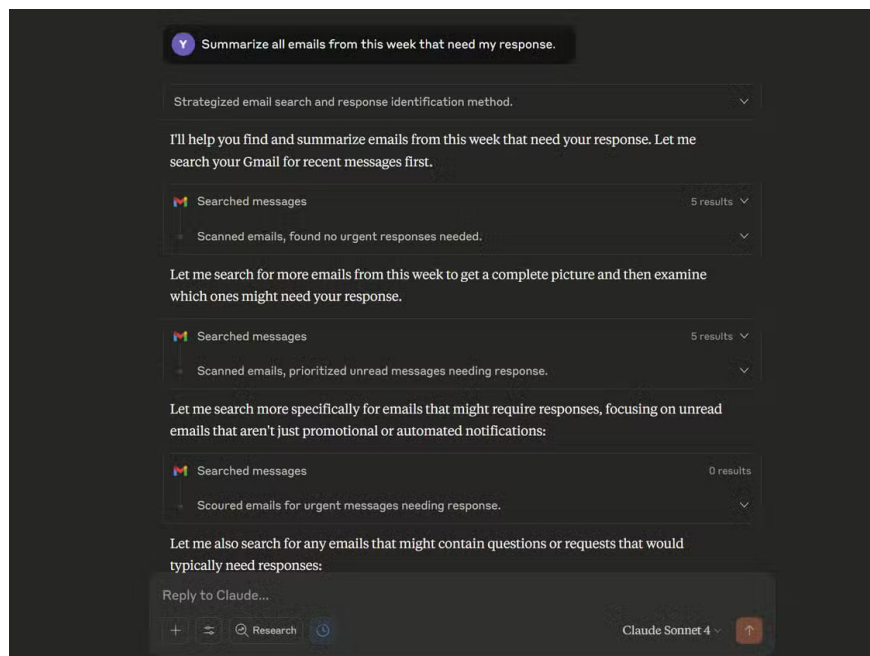 Y
Summarize all emails from this week that need my response.
Strategized email search and response identification method.
I'll help you find and summarize emails from this week that need your response. Let me
search your Gmail for recent messages first.
Searched messages
5 results
Scanned emails, found no urgent responses needed.
Let me search for more emails from this week to get a complete picture and then examine
which ones might need your response.
Searched messages
5 results
Scanned emails, prioritized unread messages needing response.
Let me search more specifically for emails that might require responses, focusing on unread
emails that aren't just promotional or automated notifications:
Searched messages
0 results
Scoured emails for urgent messages needing response.
Let me also search for any emails that might contain questions or requests that would
typically need responses:
Reply to Claude...
Research
Claude Sonnet 4